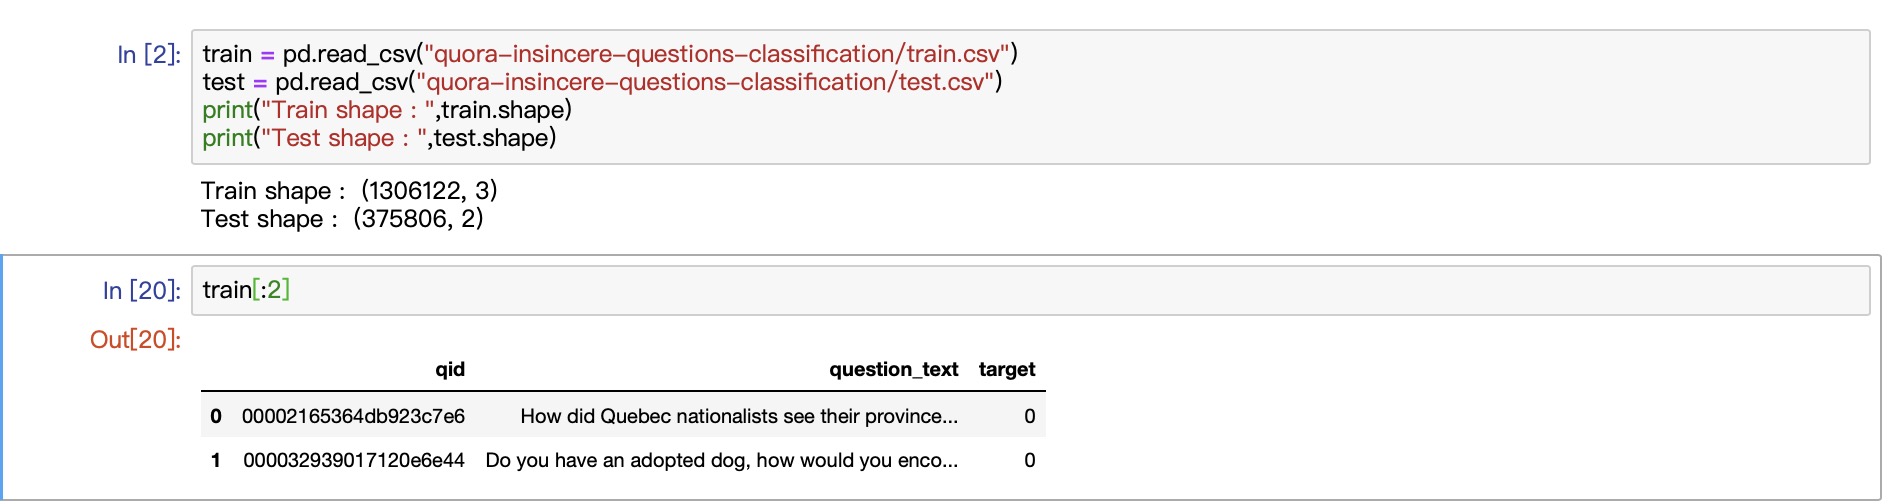 In [2]:
train = pd.read_csv("quora-insincere-questions-classification/train.csv")
test = pd.read_csv("quora-insincere-questions-classification/test.csv")
print("Train shape : ",train.shape)
print("Test shape : ",test.shape)
Train shape :  (1306122, 3)
Test shape :  (375806, 2)
In [20]:
train[:2]
Out[20]:
qid question_text target
0 00002165364db923c7e6 How did Quebec nationalists see their province... 0
1 000032939017120e6e44 Do you have an adopted dog, how would you enco... 0